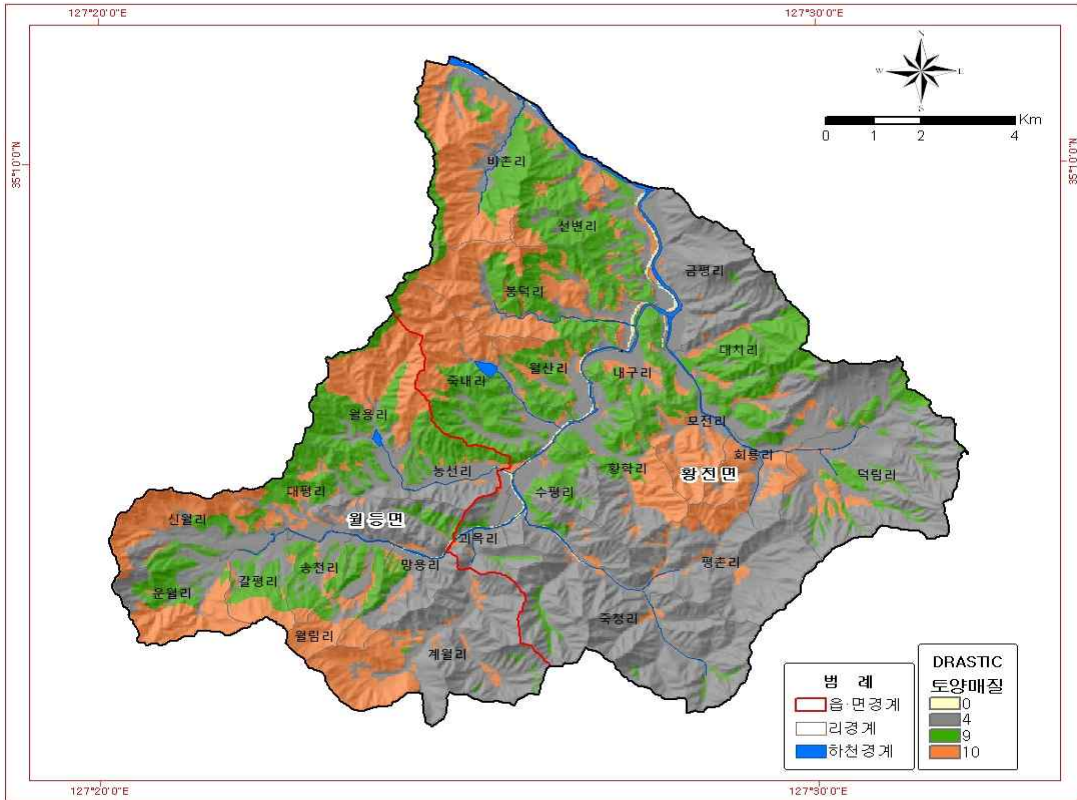 127°20'0"E 127°30'0"E
N
W E
S
Km
0 1 2 4
35°10'0"N
35°10'0"N
비촌리
선변리
금평리
봉덕리
대치리
월산리
내구리
죽내리
월용리
모전리
회룡리
농선리
황학리
황전면
덕림리
대평리
수평리
신월리
월등면
괴목리
망용리
송천리
갈평리
운월리
평촌리
죽청리
월림리
계월리
범 례
읍·면경계
리경계
하천경계
DRASTIC
토양매질
0
4
9
10
127°20'0"E 127°30'0"E